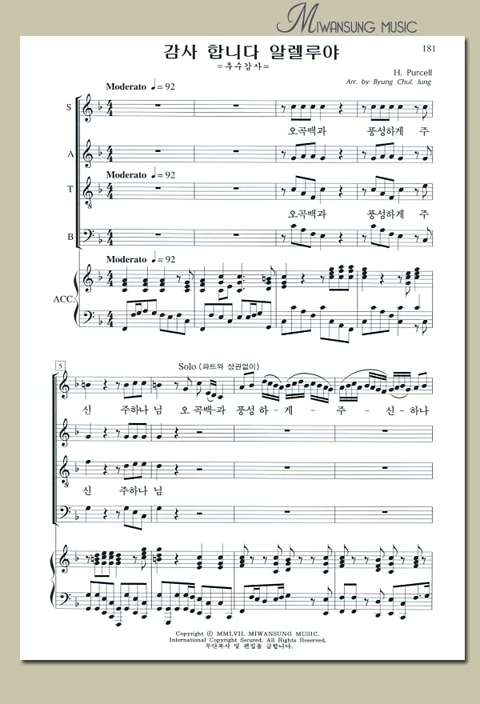 MIWANSUNG MUSIC
감사 합니다 알렐루야
181
=추수감사=
H. Purcell
Arr. by Byung Chul. Jung
Moderato ♩= 92
S
오곡백과 풍성하게 주
A
Moderato ♩= 92
T
오곡백과 풍성하게 주
B
Moderato ♩= 92
ACC.
5
Solo (파트와 상관없이)
신 주하나 님 오 곡백과 풍성 하 - 게 - 주 - 신 - 하나
신 주하나 님
Copyright ⓒ MMLVII. MIWANSUNG MUSIC.
International Copyright Secured. All Rights Reserved.
무단복사 및 편집을 금합니다.